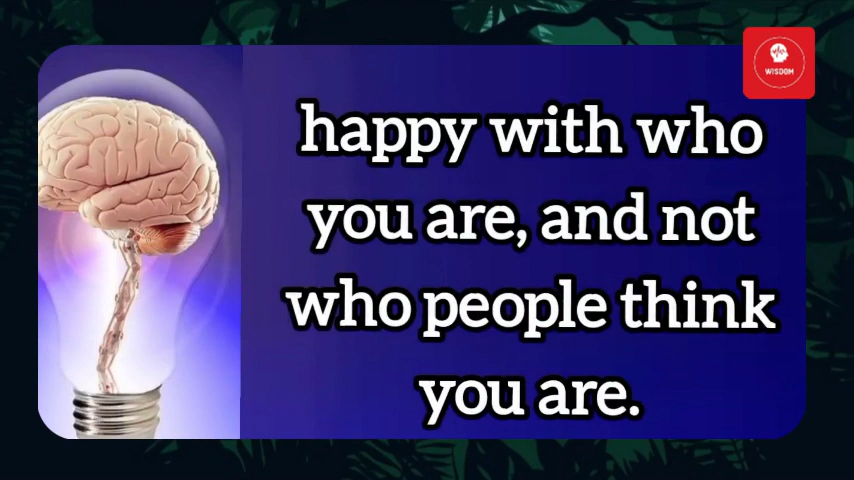 WISDOM
happy with who
you are, and not
who people think
you are.